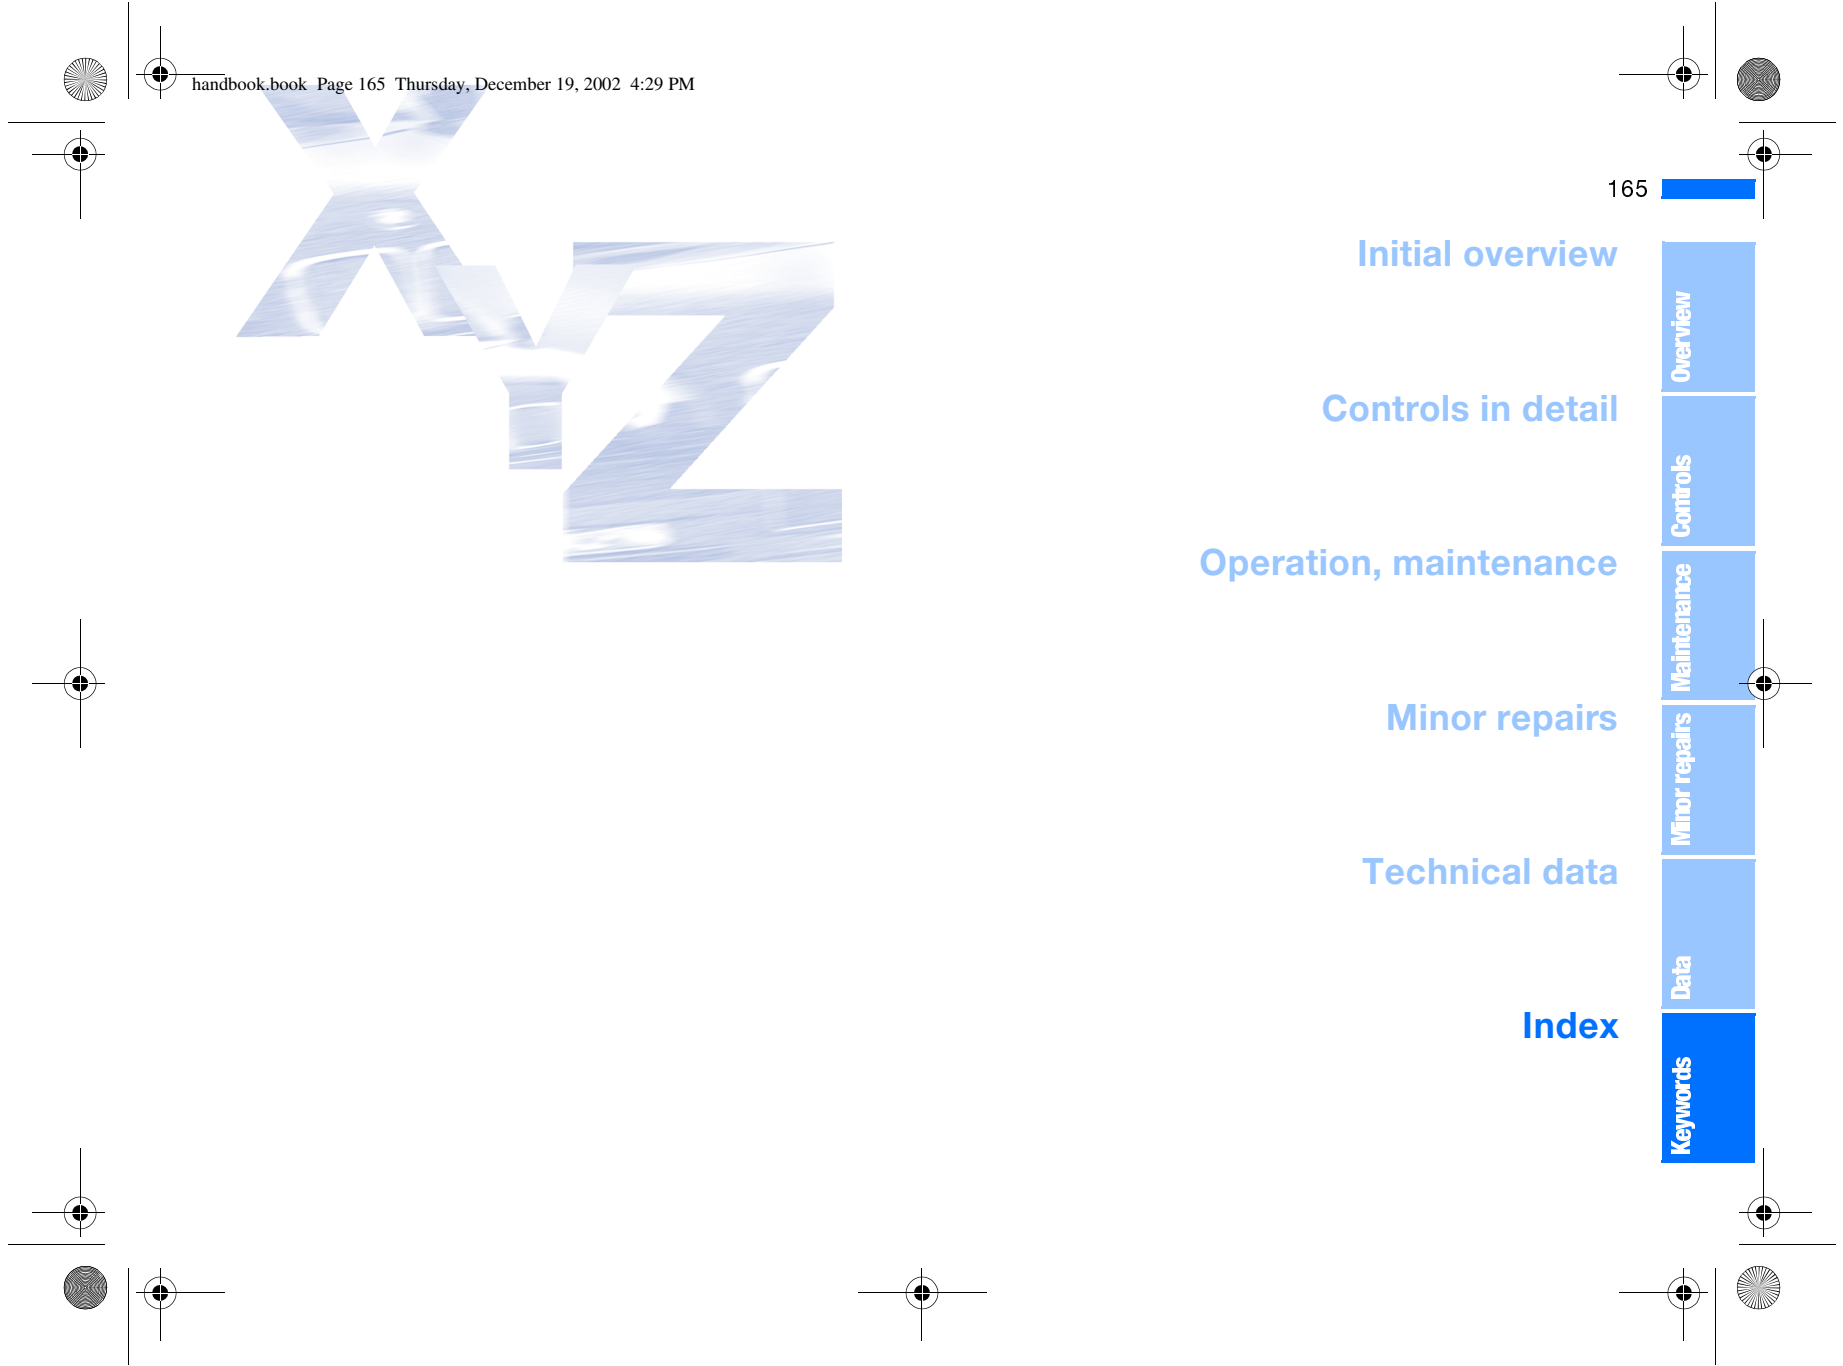 handbook.book  Page 165  Thursday, December 19, 2002  4:29 PM
XYZ
165
Initial overview
Overview
Controls in detail
Controls
Operation, maintenance
Maintenance
Minor repairs
Minor repairs
Technical data
Data
Index
Keywords